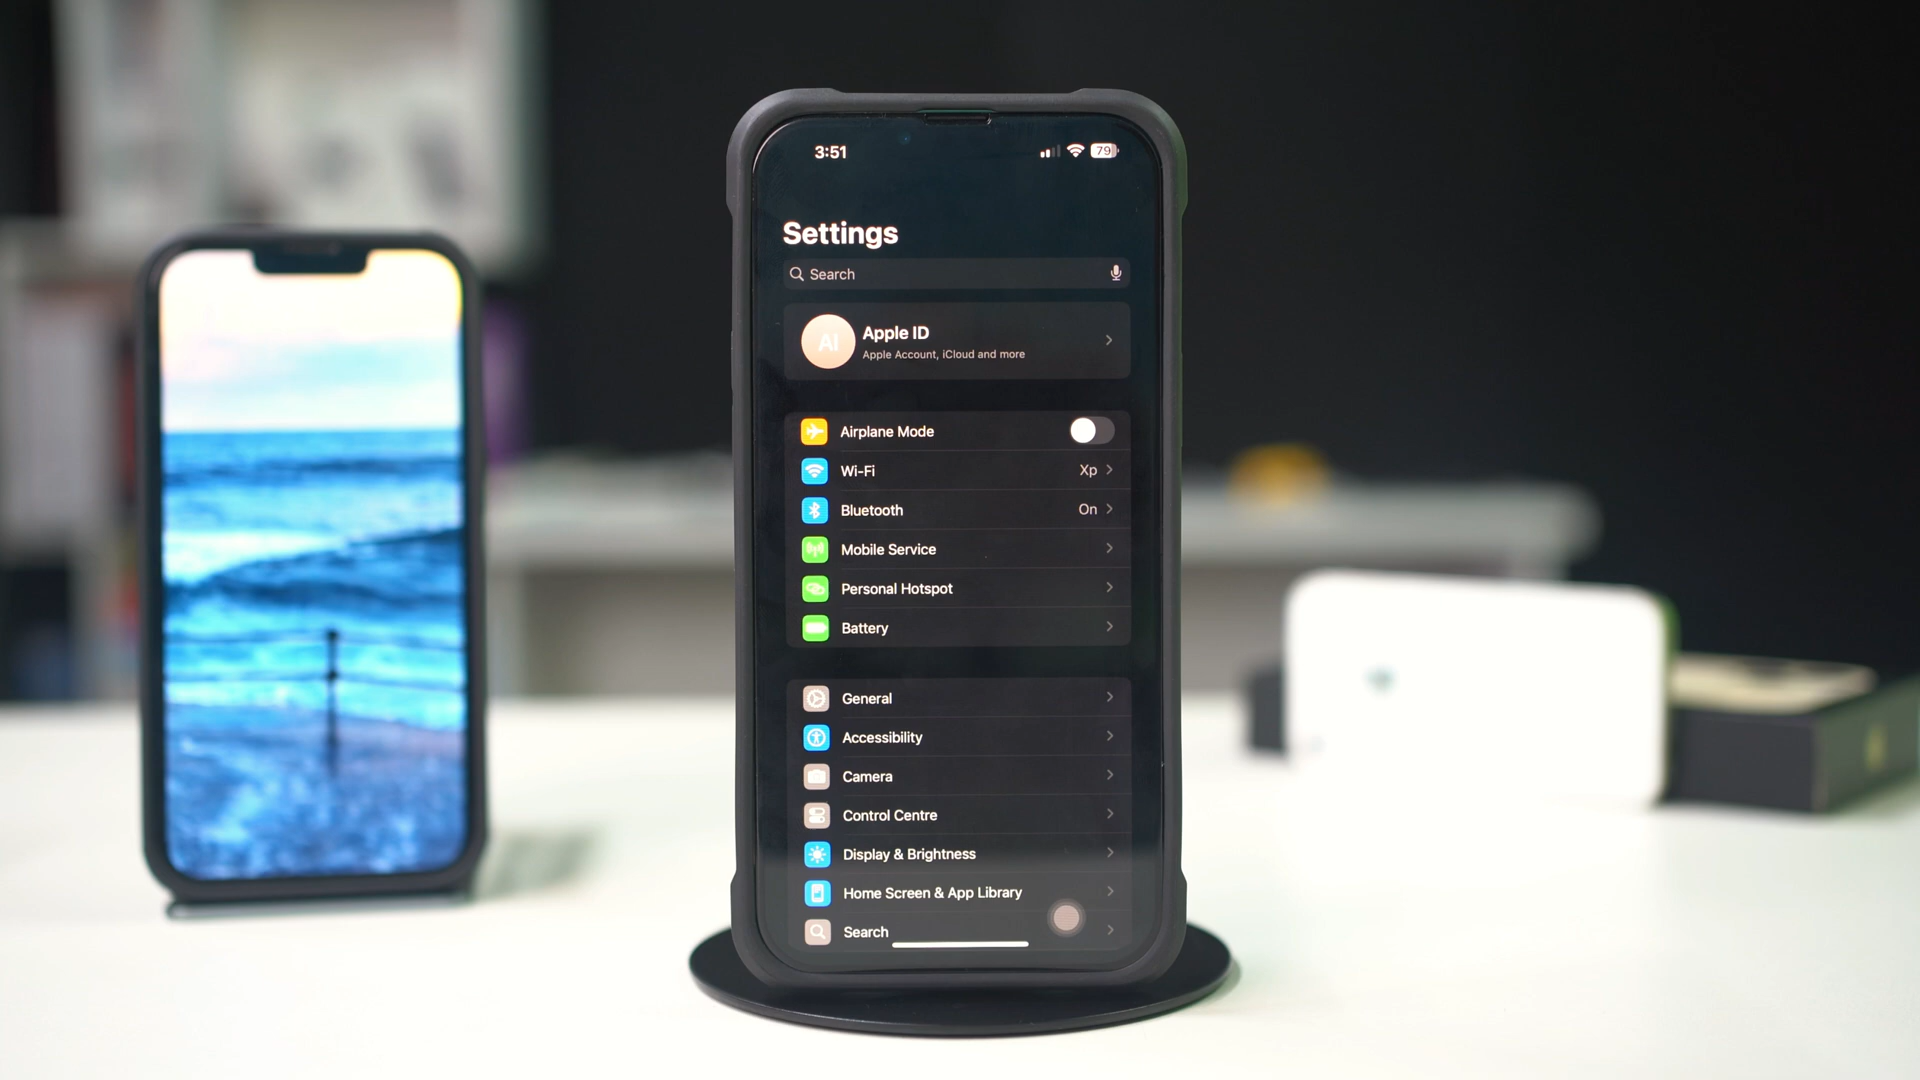 3:51
79
Settings
Search
AI
Apple ID
Apple Account, iCloud and more
Airplane Mode
Wi-Fi
Xp
Bluetooth
On
Mobile Service
Personal Hotspot
Battery
General
Accessibility
Camera
Control Centre
Display & Brightness
Home Screen & App Library
Search